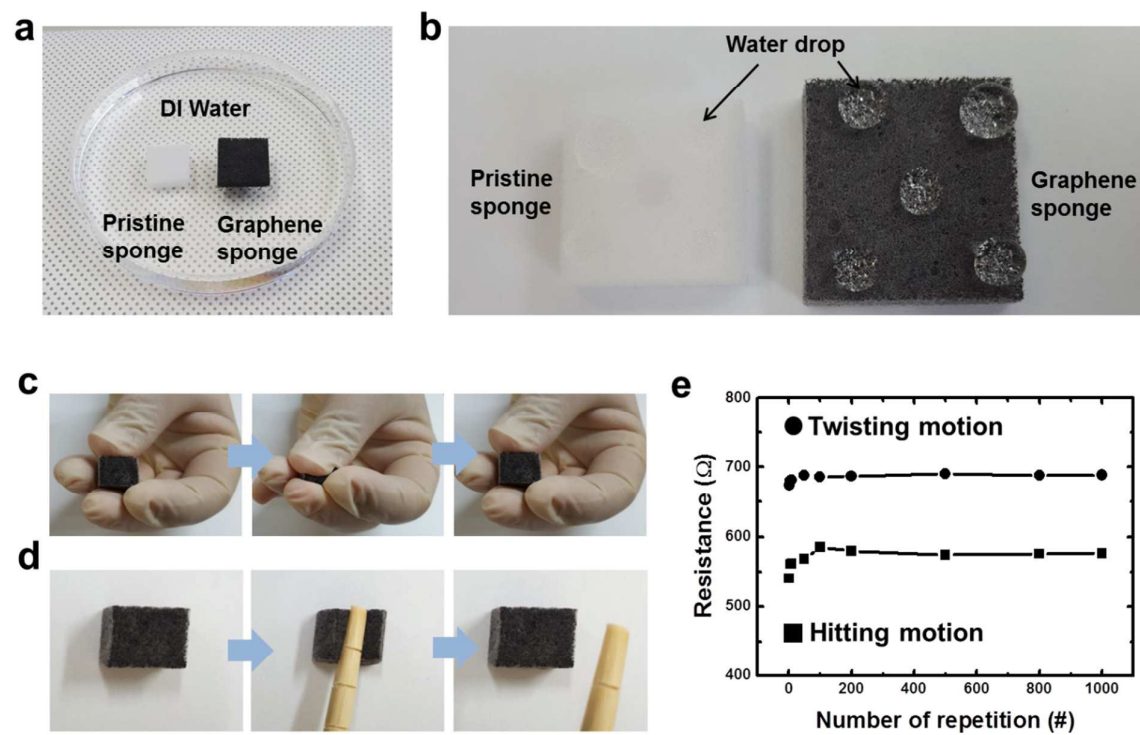 a
DI Water
Pristine
sponge
Graphene
sponge
b
Water drop
Pristine
sponge
Graphene
sponge
c
d
e
800
700
600
500
400
Resistance (Ω)
Twisting motion
Hitting motion
0 200 400 600 800 1000
Number of repetition (#)